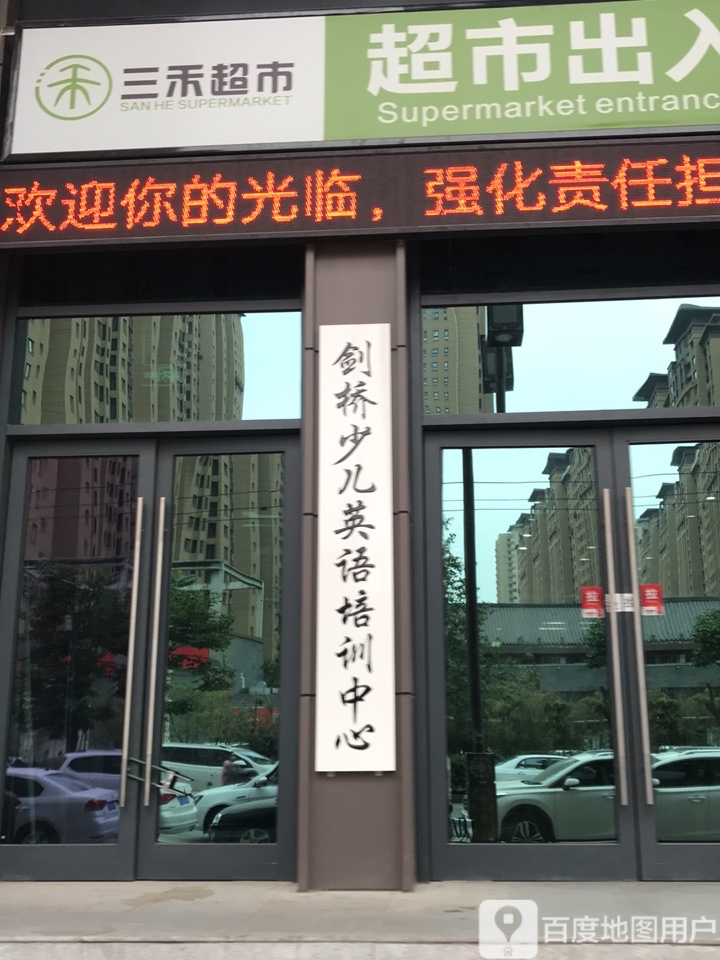 三禾超市
SAN HE SUPERMARKET
超市出入
Supermarket entranc
欢迎你的光临，强化责任担
剑桥少儿英语培训中心
拉
拉
百度地图用户